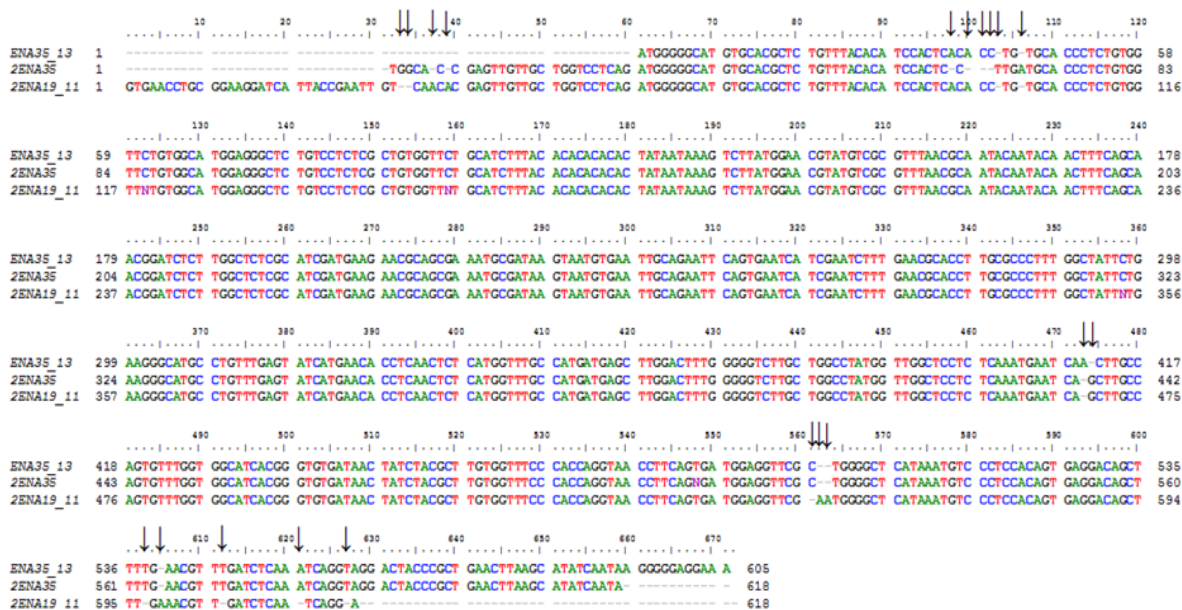 10 20 30 40 50 60 70 80 90 100 110 120
ENA35_13 1 ---------- ---------- ---------- ---------- ---------- ---------- ATGGGGGCAT GTGCACGCTC TGTTTACACA TCCACTCACA CC-TG-TGCA CCCTCTGTGG 58
2ENA35 1 ---------- ---------- ---------- -TGGCA-C-C GAGTTGTTGC TGGTCCTCAG ATGGGGGCAT GTGCACGCTC TGTTTACACA TCCACTC-C- --TTGATGCA CCCTCTGTGG 83
2ENA19_11 1 GTGAACCTGC GGAAGGATCA TTACCGAATT GT--CAACAC GAGTTGTTGC TGGTCCTCAG ATGGGGGCAT GTGCACGCTC TGTTTACACA TCCACTCACA CC-TG-TGCA CCCTCTGTGG 116
130 140 150 160 170 180 190 200 210 220 230 240
ENA35_13 59 TTCTGTGGCA TGGAGGGCTC TGTCCTCTCG CTGTGGTTCT GCATCTTTAC ACACACACAC TATAATAAAG TCTTATGGAA CGTATGTCGC GTTTAACGCA ATACAATACA ACTTTCAGCA 178
2ENA35 84 TTCTGTGGCA TGGAGGGCTC TGTCCTCTCG CTGTGGTTCT GCATCTTTAC ACACACACAC TATAATAAAG TCTTATGGAA CGTATGTCGC GTTTAACGCA ATACAATACA ACTTTCAGCA 203
2ENA19_11 117 TTNTGTGGCA TGGAGGGCTC TGTCCTCTCG CTGTGGTTNT GCATCTTTAC ACACACACAC TATAATAAAG TCTTATGGAA CGTATGTCGC GTTTAACGCA ATACAATACA ACTTTCAGCA 236
250 260 270 280 290 300 310 320 330 340 350 360
ENA35_13 179 ACGGATCTCT TGGCTCTCGC ATCGATGAAG AACGCAGCGA AATGCGATAA GTAATGTGAA TTGCAGAATT CAGTGAATCA TCGAATCTTT GAACGCACCT TGCGCCCTTT GGCTATTCTG 298
2ENA35 204 ACGGATCTCT TGGCTCTCGC ATCGATGAAG AACGCAGCGA AATGCGATAA GTAATGTGAA TTGCAGAATT CAGTGAATCA TCGAATCTTT GAACGCACCT TGCGCCCTTT GGCTATTCTG 323
2ENA19_11 237 ACGGATCTCT TGGCTCTCGC ATCGATGAAG AACGCAGCGA AATGCGATAA GTAATGTGAA TTGCAGAATT CAGTGAATCA TCGAATCTTT GAACGCACCT TGCGCCCTTT GGCTATTNTG 356
370 380 390 400 410 420 430 440 450 460 470 480
ENA35_13 299 AAGGGCATGC CTGTTTGAGT ATCATGAACA CCTCAACTCT CATGGTTTGC CATGATGAGC TTGGACTTTG GGGGTCTTGC TGGCCTATGG TTGGCTCCTC TCAAATGAAT CAA-CTTGCC 417
2ENA35 324 AAGGGCATGC CTGTTTGAGT ATCATGAACA CCTCAACTCT CATGGTTTGC CATGATGAGC TTGGACTTTG GGGGTCTTGC TGGCCTATGG TTGGCTCCTC TCAAATGAAT CA-GCTTGCC 442
2ENA19_11 357 AAGGGCATGC CTGTTTGAGT ATCATGAACA CCTCAACTCT CATGGTTTGC CATGATGAGC TTGGACTTTG GGGGTCTTGC TGGCCTATGG TTGGCTCCTC TCAAATGAAT CA-GCTTGCC 475
490 500 510 520 530 540 550 560 570 580 590 600
ENA35_13 418 AGTGTTTGGT GGCATCACGG GTGTGATAAC TATCTACGCT TGTGGTTTCC CACCAGGTAA CCTTCAGTGA TGGAGGTTCG C--TGGGGCT CATAAATGTC CCTCCACAGT GAGGACAGCT 535
2ENA35 443 AGTGTTTGGT GGCATCACGG GTGTGATAAC TATCTACGCT TGTGGTTTCC CACCAGGTAA CCTTCAGNGA TGGAGGTTCG C--TGGGGCT CATAAATGTC CCTCCACAGT GAGGACAGCT 560
2ENA19_11 476 AGTGTTTGGT GGCATCACGG GTGTGATAAC TATCTACGCT TGTGGTTTCC CACCAGGTAA CCTTCAGTGA TGGAGGTTCG -AATGGGGCT CATAAATGTC CCTCCACAGT GAGGACAGCT 594
610 620 630 640 650 660 670
ENA35_13 536 TTTG-AACGT TTGATCTCAA ATCAGGTAGG ACTACCCGCT GAACTTAAGC ATATCAATAA GGGGGAGGAA A 605
2ENA35 561 TTTG-AACGT TTGATCTCAA ATCAGGTAGG ACTACCCGCT GAACTTAAGC ATATCAATA- ---------- - 618
2ENA19 11 595 TT-GAAACGT T-GATCTCAA -TCAGG-A-- ---------- ---------- ---------- ---------- - 618